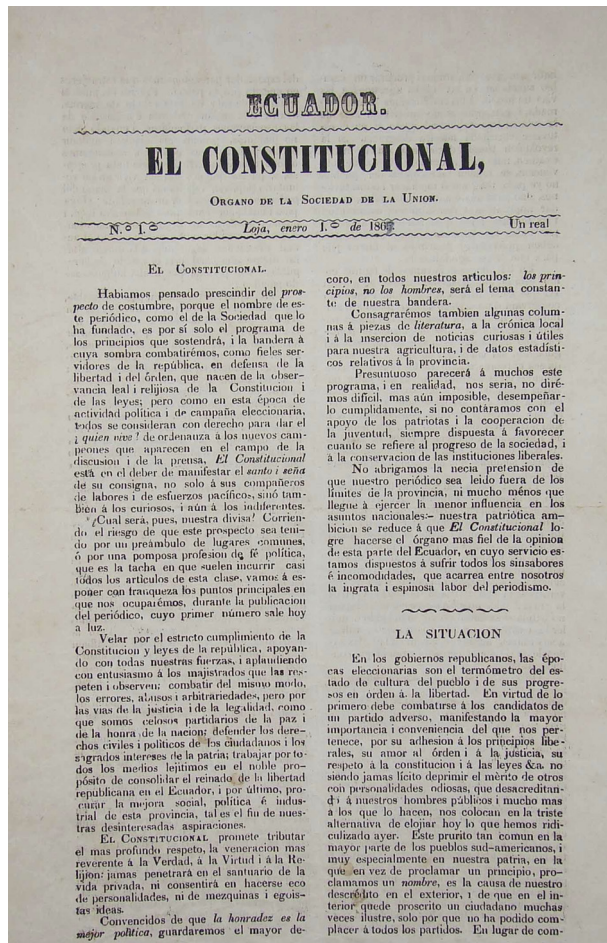 ECUADOR.
EL CONSTITUCIONAL,
ORGANO DE LA SOCIEDAD DE LA UNION.
N.º 1.º
Loja, enero 1.º de 186
Un real
EL CONSTITUCIONAL.
Habiamos pensado prescindir del pros-
pecto de costumbre, porque el nombre de es-
te periódico, como el de la Sociedad que lo
ha fundado, es por sí solo el programa de
los principios que sostendrá, i la bandera á
cuya sombra combatirémos, como fieles ser-
vidores de la república, en defensa de la
libertad i del órden, que nacen de la obser-
vancia leal i relijiosa de la Constitucion i
de las leyes; pero como en esta época de
actividad política i de campaña eleccionaria,
todos se consideran con derecho para dar el
¡ quien vive ! de ordenanza á los nuevos cam-
peones que aparecen en el campo de la
discusion i de la prensa, El Constitucional
está en el deber de manifestar el santo i seña
de su consigna, no solo á sus compañeros
de labores i de esfuerzos pacíficos, sinó tam-
bien á los curiosos, i aún á los indiferentes.
¿Cual será, pues, nuestra divisa? Corrien-
do el riesgo de que este prospecto sea teni-
do por un preámbulo de lugares comunes,
ó por una pomposa profesion de fé política,
que es la tacha en que suelen incurrir casi
todos los articulos de esta clase, vamos á es-
poner con franqueza los puntos principales en
que nos ocuparémos, durante la publicacion
del periódico, cuyo primer número sale hoy
a luz.
Velar por el estricto cumplimiento de la
Constitucion y leyes de la república, apoyan-
do con todas nuestras fuerzas, i aplaudiendo
con entusiasmo á los majistrados que las res-
peten i observen: combatir del mismo modo,
los errores, abusos i arbitrariedades, pero por
las vias de la justicia i de la legalidad, como
que somos celosos partidarios de la paz i
de la honra de la nacion: defender los dere-
chos civiles i politicos de los ciudadanos i los
sagrados intereses de la patria; trabajar por to-
dos los medios lejitimos en el noble pro-
pósito de consolidar el reinado de la libertad
republicana en el Ecuador, i por último, pro-
curar la mejora social, política é indus-
trial de esta provincia, tal es el fin de nues-
tras desinteresadas aspiraciones.
EL CONSTITUCIONAL promete tributar
el mas profundo respeto, la veneracion mas
reverente á la Verdad, á la Virtud i á la Re-
lijion: jamas penetrará en el santuario de la
vida privada, ni consentirá en hacerse eco
de personalidades, ni de mezquinas i egois-
tas ideas.
Convencidos de que la honradez es la
mejor política, guardaremos el mayor de-
coro, en todos nuestros articulos: los prin-
cipios, no los hombres, será el tema constan-
te de nuestra bandera.
Consagrarémos tambien algunas colum-
nas á piezas de literatura, a la crónica local
i á la insercion de noticias curiosas i útiles
para nuestra agricultura, i de datos estadísti-
cos relativos á la provincia.
Presuntuoso parecerá á muchos este
programa, i en realidad, nos seria, no diré-
mos dificil, mas aún imposible, desempeñar-
lo cumplidamente, si no contáramos con el
apoyo de los patriotas i la cooperacion de
la juventud, siempre dispuesta á favorecer
cuanto se refiere al progreso de la sociedad, i
á la conservacion de las instituciones liberales.
No abrigamos la necia pretension de
que nuestro periódico sea leido fuera de los
límites de la provincia, ni mucho ménos que
llegue á ejercer la menor influencia en los
asuntos nacionales:— nuestra patriótica am-
bicion se reduce á que El Constitucional lo-
gre hacerse el órgano mas fiel de la opinion
de esta parte del Ecuador, en cuyo servicio es-
tamos dispuestos á sufrir todos los sinsabores
é incomodidades, que acarrea entre nosotros
la ingrata i espinosa labor del periodismo.
LA SITUACION
En los gobiernos republicanos, las épo-
cas eleccionarias son el termómetro del es-
tado de cultura del pueblo i de sus progre-
sos en órden á la libertad. En virtud de lo
primero debe combatirse á los candidatos de
un partido adverso, manifestando la mayor
importancia i conveniencia del que nos per-
tenece, por su adhesion á los principios libe-
rales, su amor al órden i á la justicia, su
respeto á la constitucion i á las leyes &a. no
siendo jamas lícito deprimir el mérito de otros
con personalidades odiosas, que desacreditan-
do i á nuestros hombres públicos i mucho mas
á los que lo hacen, nos colocan en la triste
alternativa de elojiar hoy lo que hemos ridi-
culizado ayer. Este prurito tan comun en la
mayor parte de los pueblos sud-americanos, i
muy especialmente en nuestra patria, en la
que en vez de proclamar un principio, pro-
clamamos un nombre, es la causa de nuestro
descrédito en el exterior, i de que en el in-
terior quede proscrito un ciudadano muchas
veces ilustre, solo por que no ha podido com-
placer à todos los partidos. En lugar de com-